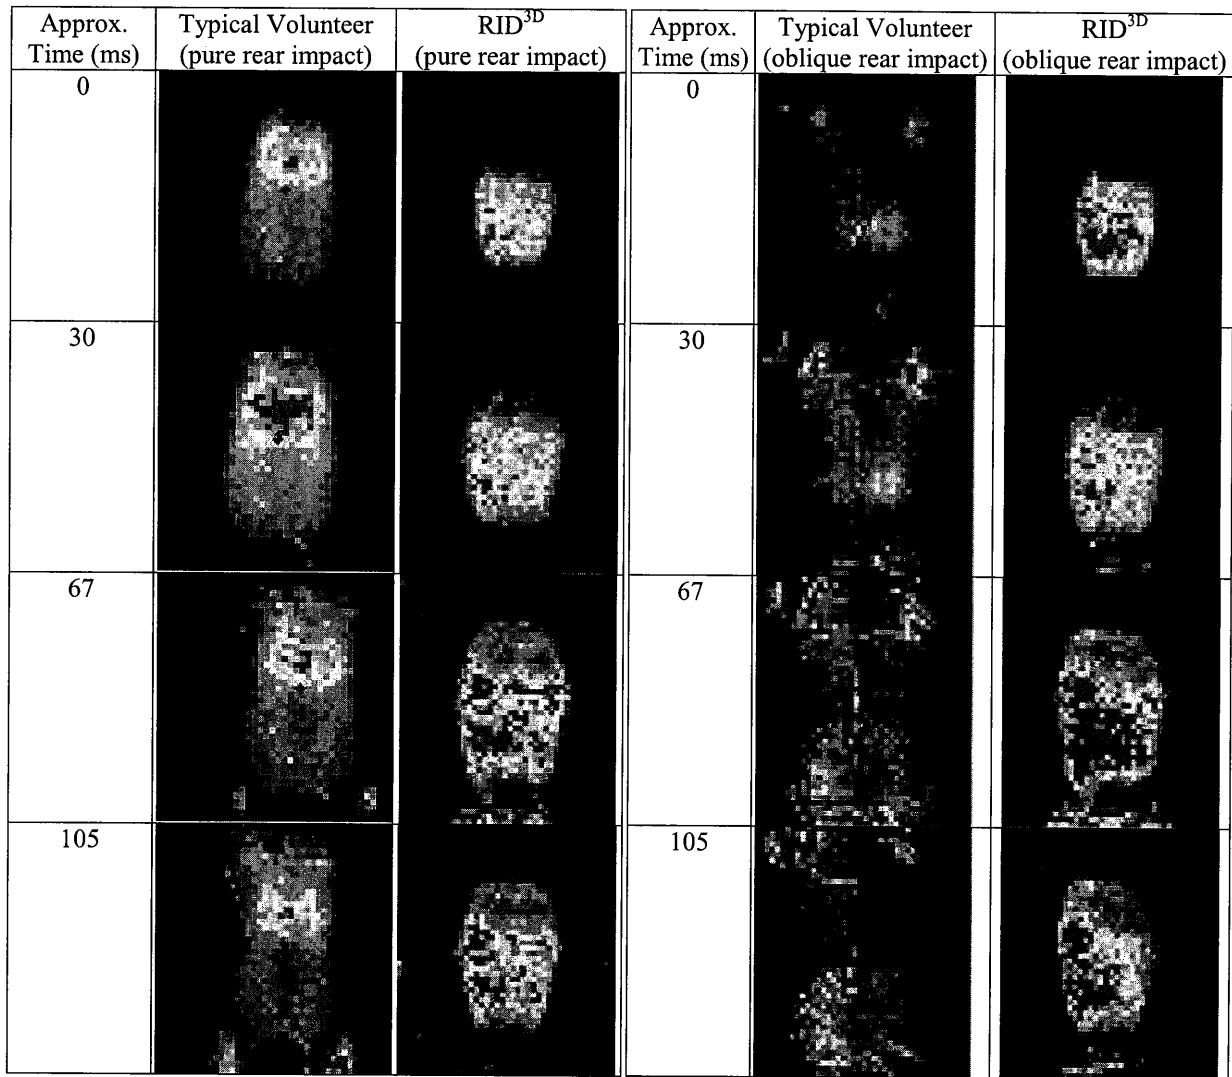 Approx.
Time (ms)
Typical Volunteer
(pure rear impact)
RID3D
(pure rear impact)
Approx.
Time (ms)
Typical Volunteer
(oblique rear impact)
RID3D
(oblique rear impact)
0
0
30
30
67
67
105
105